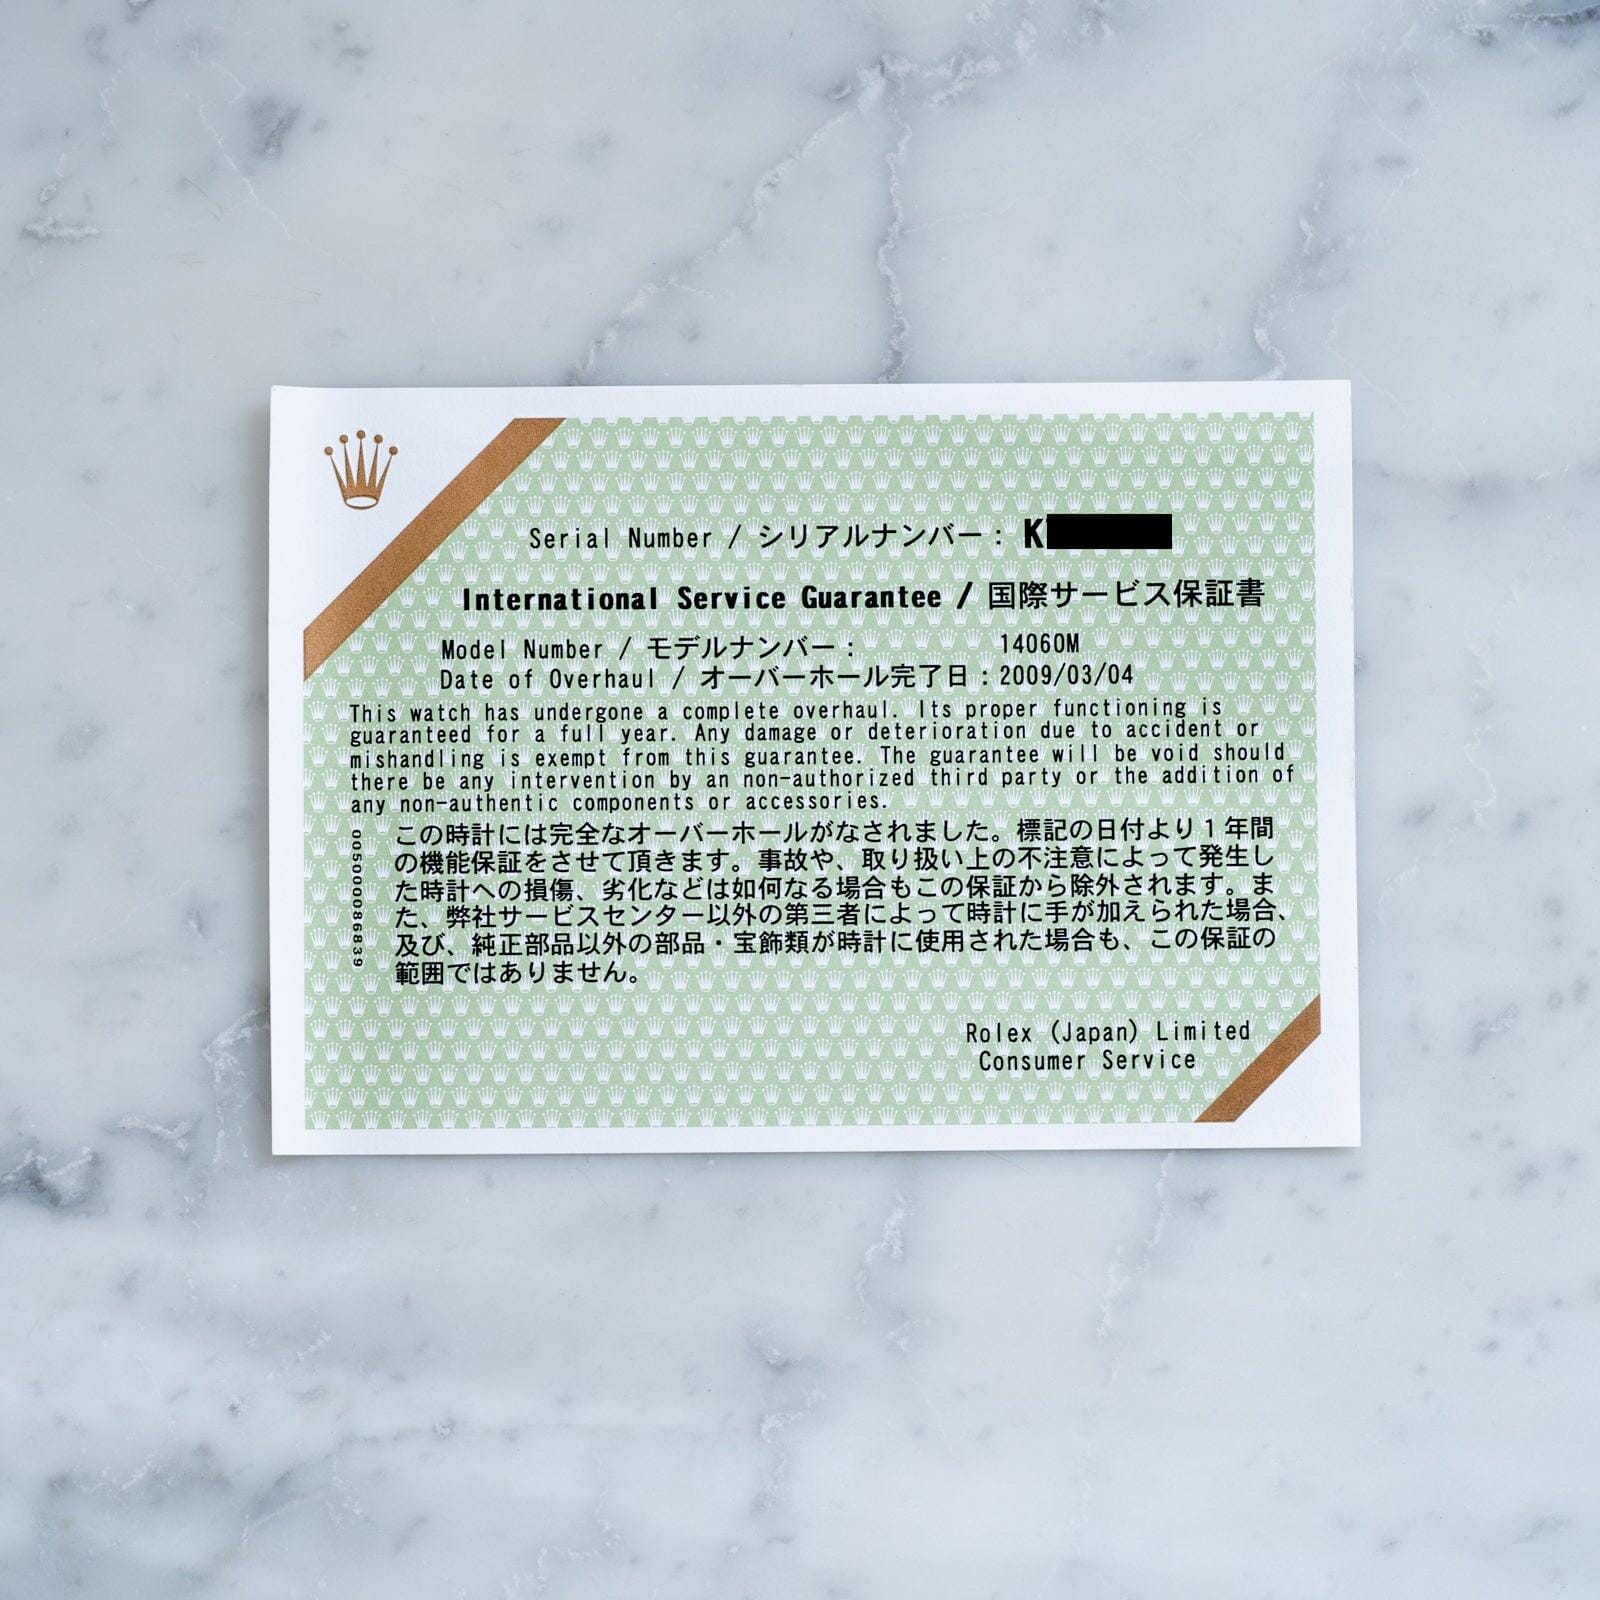 Serial Number / シリアルナンバー : K
International Service Guarantee / 国際サービス保証書
Model Number / モデルナンバー : 14060M
Date of Overhaul / オーバーホール完了日 : 2009/03/04
This watch has undergone a complete overhaul. Its proper functioning is
guaranteed for a full year. Any damage or deterioration due to accident or
mishandling is exempt from this guarantee. The guarantee will be void should
there be any intervention by an non-authorized third party or the addition of
any non-authentic components or accessories.
この時計には完全なオーバーホールがなされました。標記の日付より1年間
の機能保証をさせて頂きます。事故や、取り扱い上の不注意によって発生し
た時計への損傷、劣化などは如何なる場合もこの保証から除外されます。ま
た、弊社サービスセンター以外の第三者によって時計に手が加えられた場合、
及び、純正部品以外の部品・宝飾類が時計に使用された場合も、この保証の
範囲ではありません。
005000086839
Rolex (Japan) Limited
Consumer Service